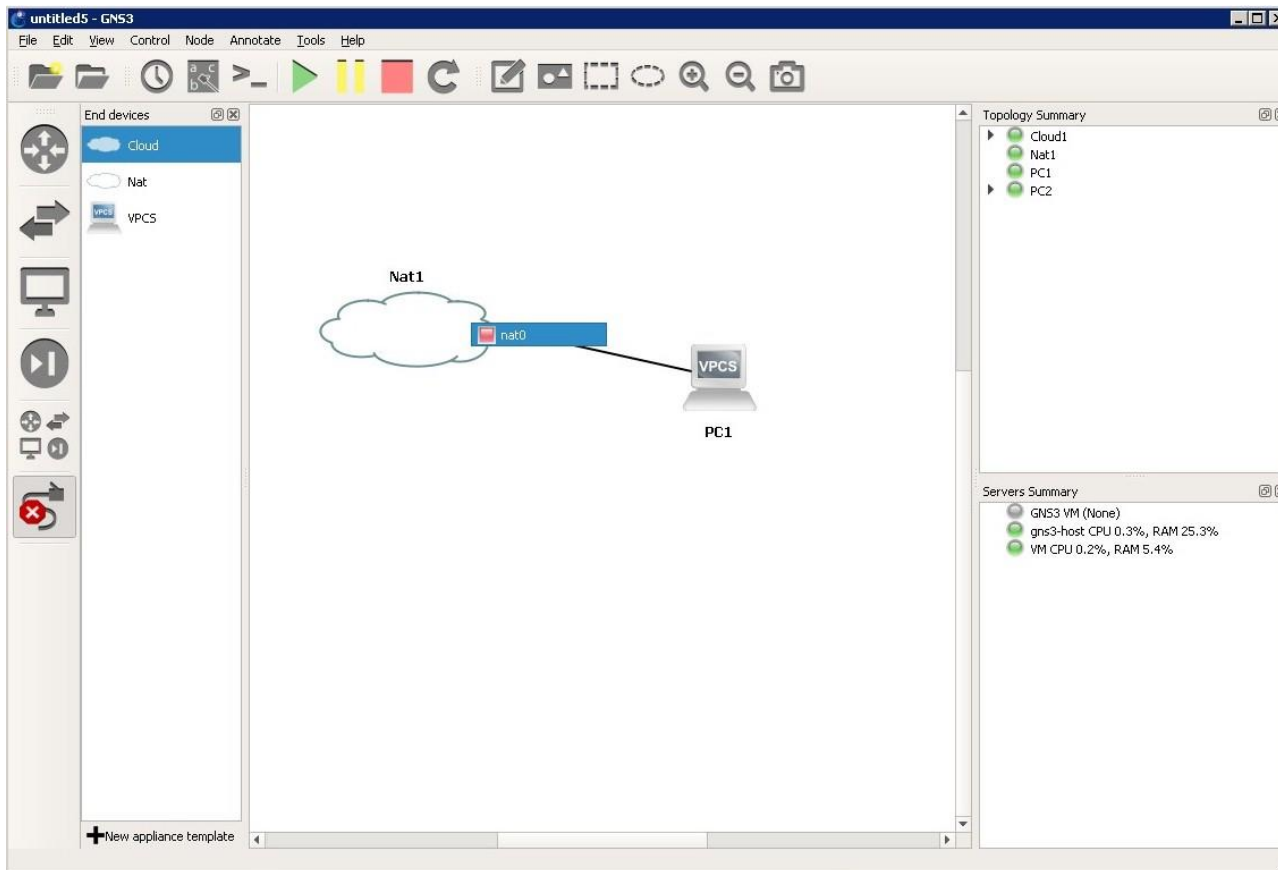 untitled5 - GNS3
File Edit View Control Node Annotate Tools Help
End devices
Cloud
Nat
VPCS
VPCS
New appliance template
Nat1
nat0
VPCS
PC1
Topology Summary
Cloud1
Nat1
PC1
PC2
Servers Summary
GNS3 VM (None)
gns3-host CPU 0.3%, RAM 25.3%
VM CPU 0.2%, RAM 5.4%